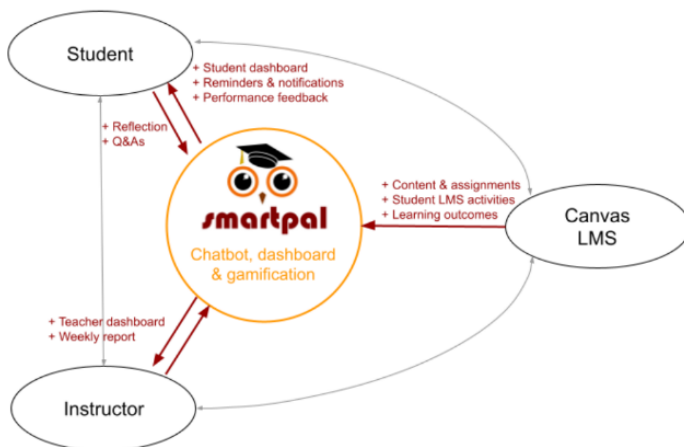 Student
+ Student dashboard
+ Reminders & notifications
+ Performance feedback
+ Reflection
+ Q&As
smartpal
Chatbot, dashboard
& gamification
+ Content & assignments
+ Student LMS activities
+ Learning outcomes
Canvas
LMS
+ Teacher dashboard
+ Weekly report
Instructor